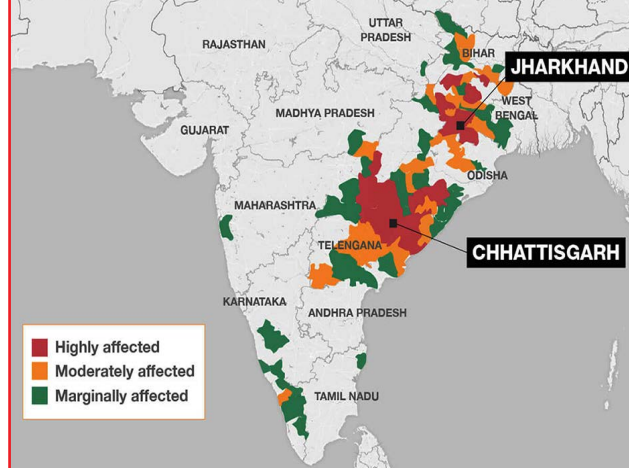 UTTAR
PRADESH
RAJASTHAN
BIHAR
JHARKHAND
WEST
BENGAL
MADHYA PRADESH
GUJARAT
ODISHA
MAHARASHTRA
TELENGANA
CHHATTISGARH
KARNATAKA
ANDHRA PRADESH
Highly affected
Moderately affected
Marginally affected
TAMIL NADU